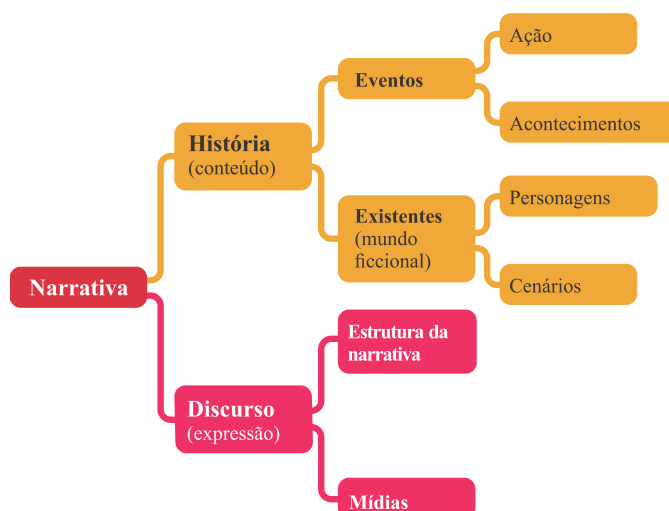 Narrativa
História
(conteúdo)
Eventos
Ação
Acontecimentos
Existentes
(mundo
ficcional)
Personagens
Cenários
Discurso
(expressão)
Estrutura da
narrativa
Mídias